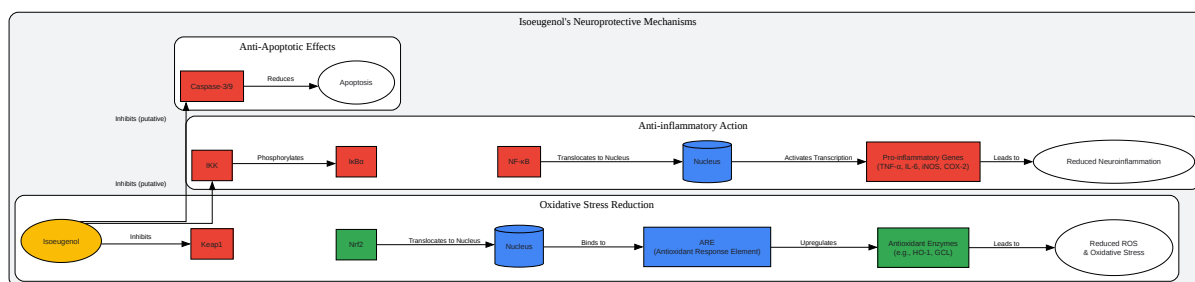 Isoeugenol's Neuroprotective Mechanisms
Anti-Apoptotic Effects
Caspase-3/9
Reduces
Apoptosis
Inhibits (putative)
Anti-inflammatory Action
IKK
Phosphorylates
IκBα
NF-κB
Translocates to Nucleus
Nucleus
Activates Transcription
Pro-inflammatory Genes
(TNF-α, IL-6, iNOS, COX-2)
Leads to
Reduced Neuroinflammation
Inhibits (putative)
Oxidative Stress Reduction
Isoeugenol
Inhibits
Keap1
Nrf2
Translocates to Nucleus
Nucleus
Binds to
ARE
(Antioxidant Response Element)
Upregulates
Antioxidant Enzymes
(e.g., HO-1, GCL)
Leads to
Reduced ROS
& Oxidative Stress